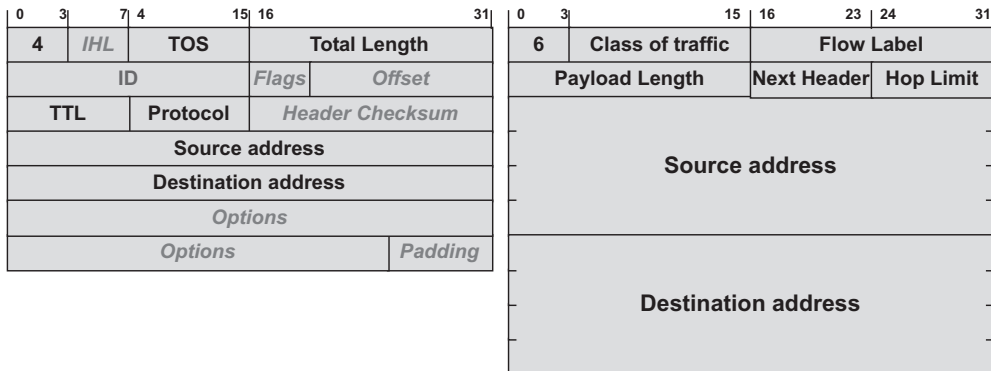 0 3 7 4 15 16 31
4 IHL TOS Total Length
ID Flags Offset
TTL Protocol Header Checksum
Source address
Destination address
Options
Options Padding
0 3 15 16 23 24 31
6 Class of traffic Flow Label
Payload Length Next Header Hop Limit
Source address
Destination address